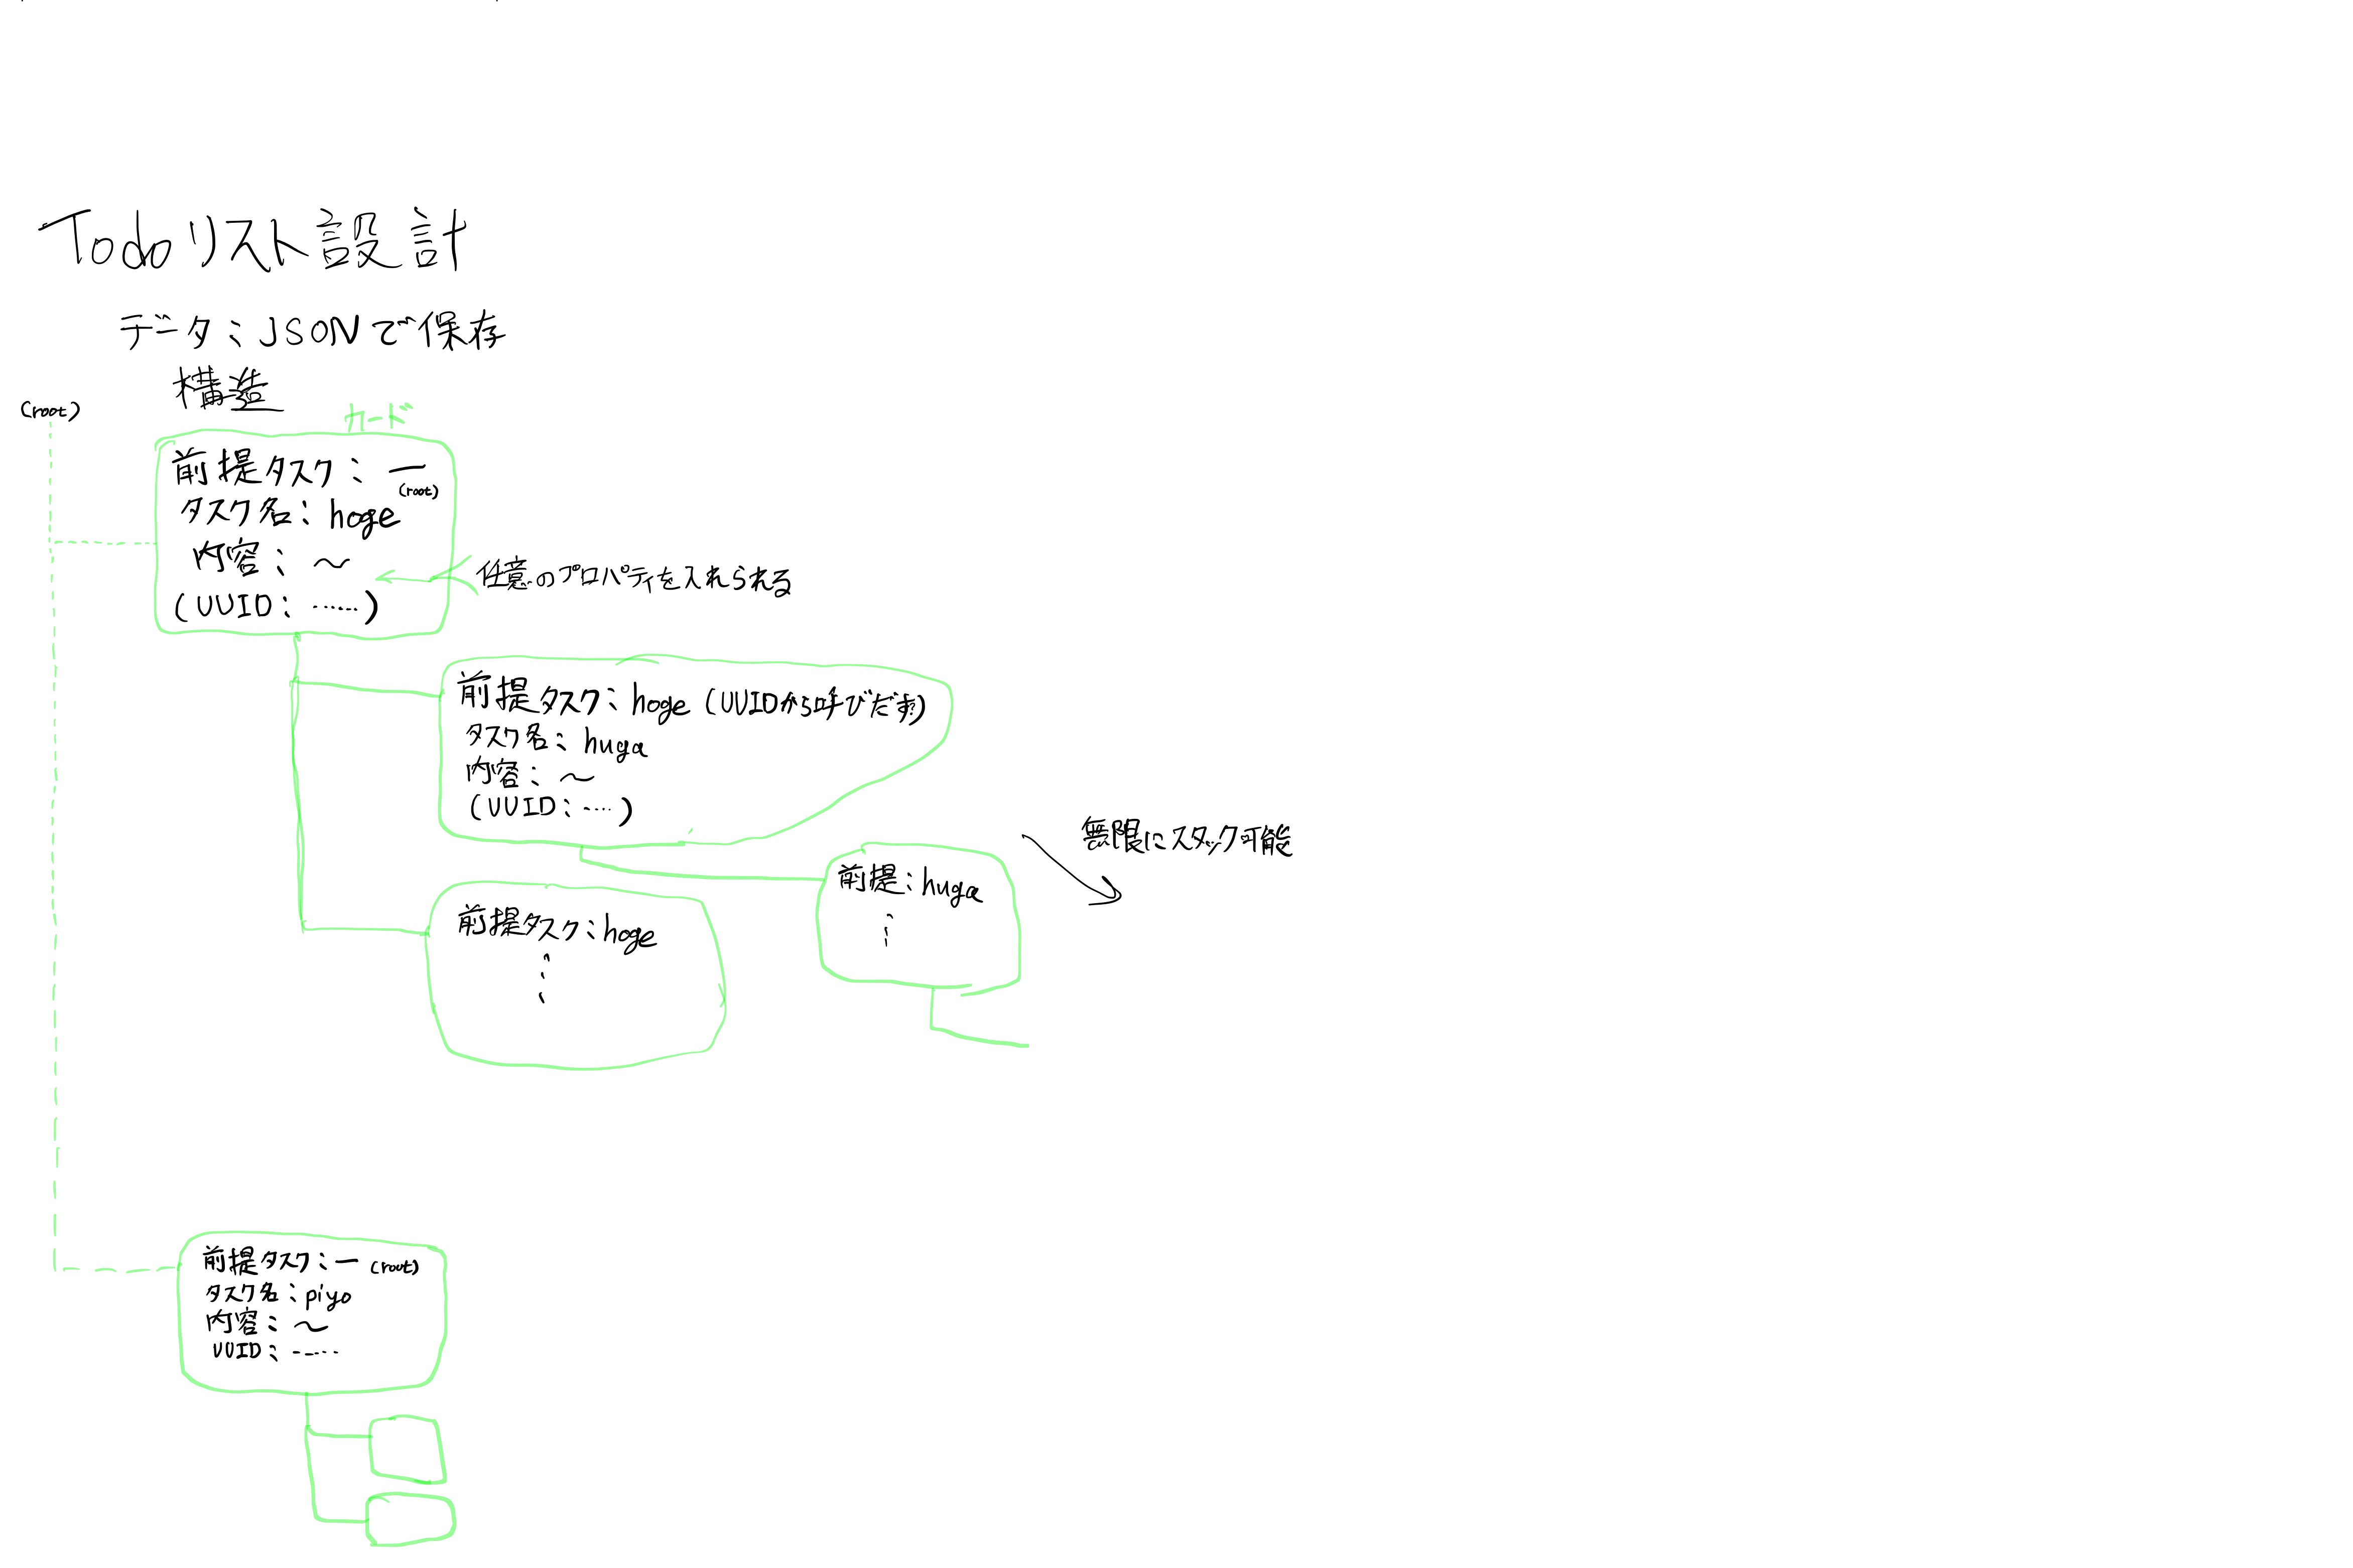 Todoリスト設計
データ:JSONで保存
構造
(root)
カード
前提タスク:ー
(root)
タスク名:hoge
内容:〜
任意のプロパティを入れられる
(UUID:......)
前提タスク:hoge (UUIDから呼びだす?)
タスク名:huga
内容:〜
(UUID:.....)
無限にスタック可能
前提:huga
⋮
前提タスク:hoge
⋮
前提タスク:ー(root)
タスク名:piyo
内容:〜
UUID:.....